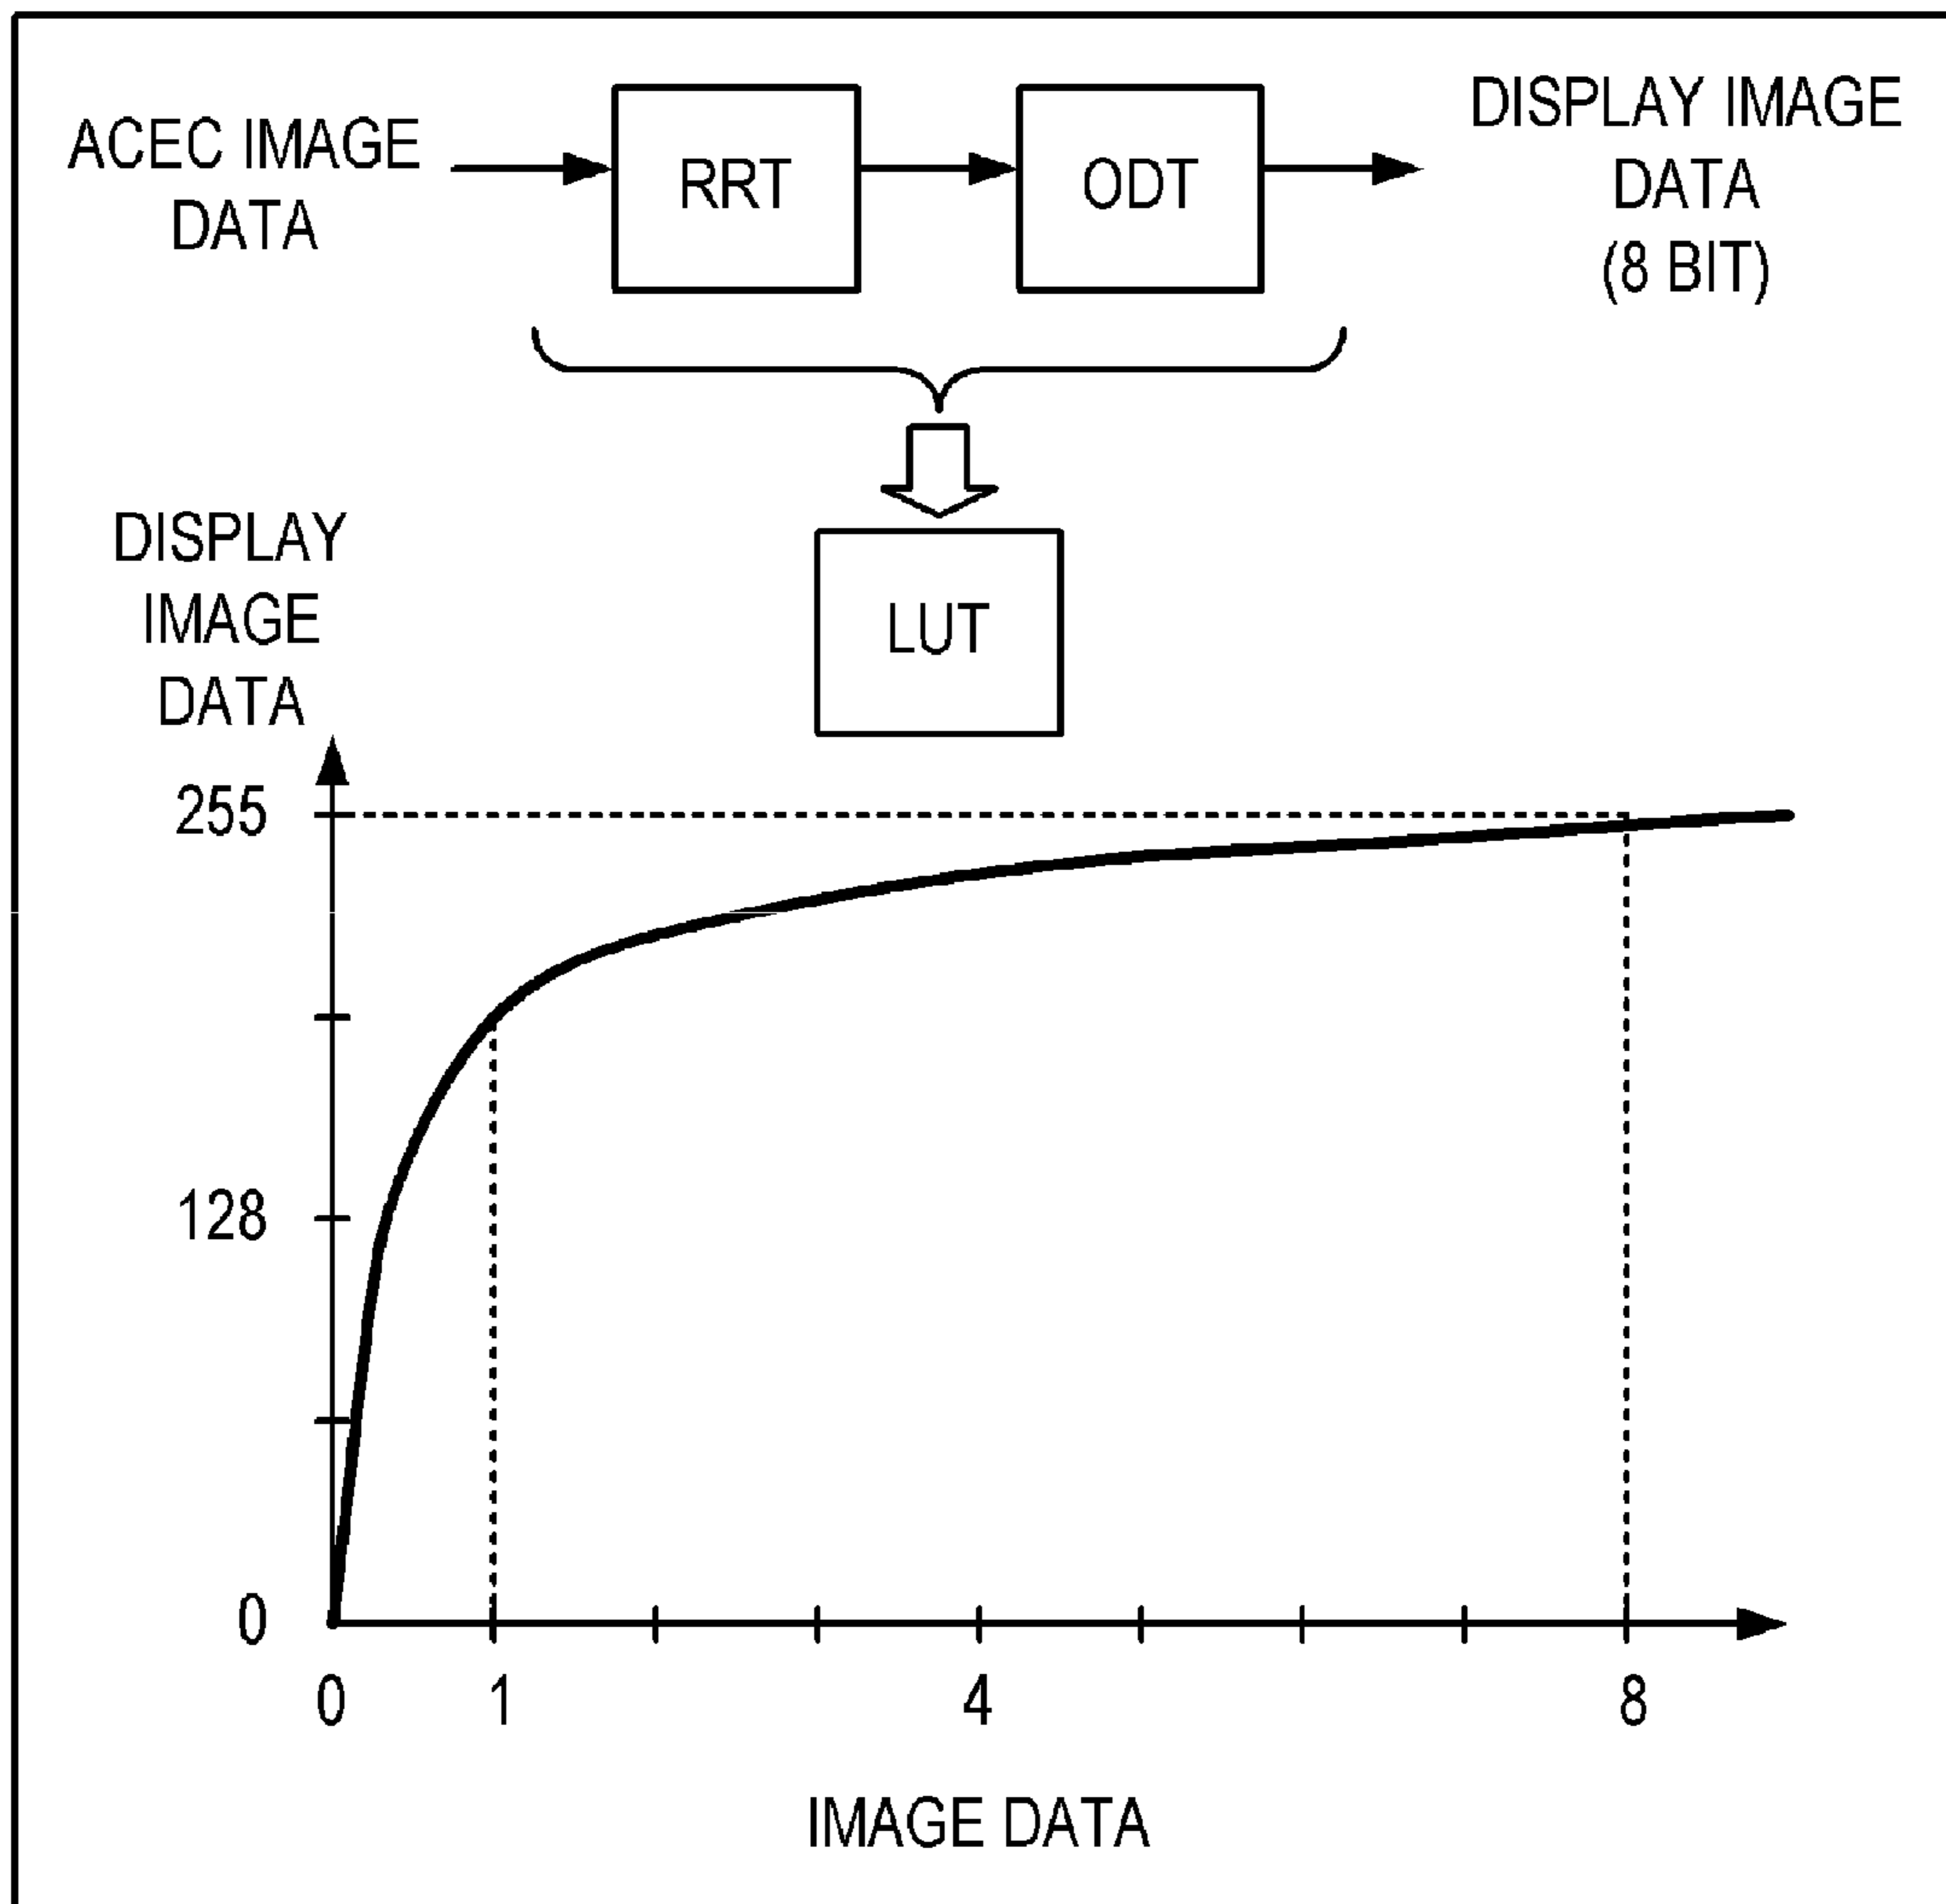 ACEC IMAGE
DATA
RRT
ODT
DISPLAY IMAGE
DATA
(8 BIT)
LUT
DISPLAY
IMAGE
DATA
255
128
0
0
1
4
8
IMAGE DATA